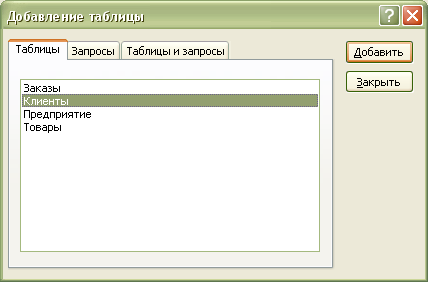 Добавление таблицы
Таблицы Запросы Таблицы и запросы
Добавить
Закрыть
Заказы
Клиенты
Предприятие
Товары